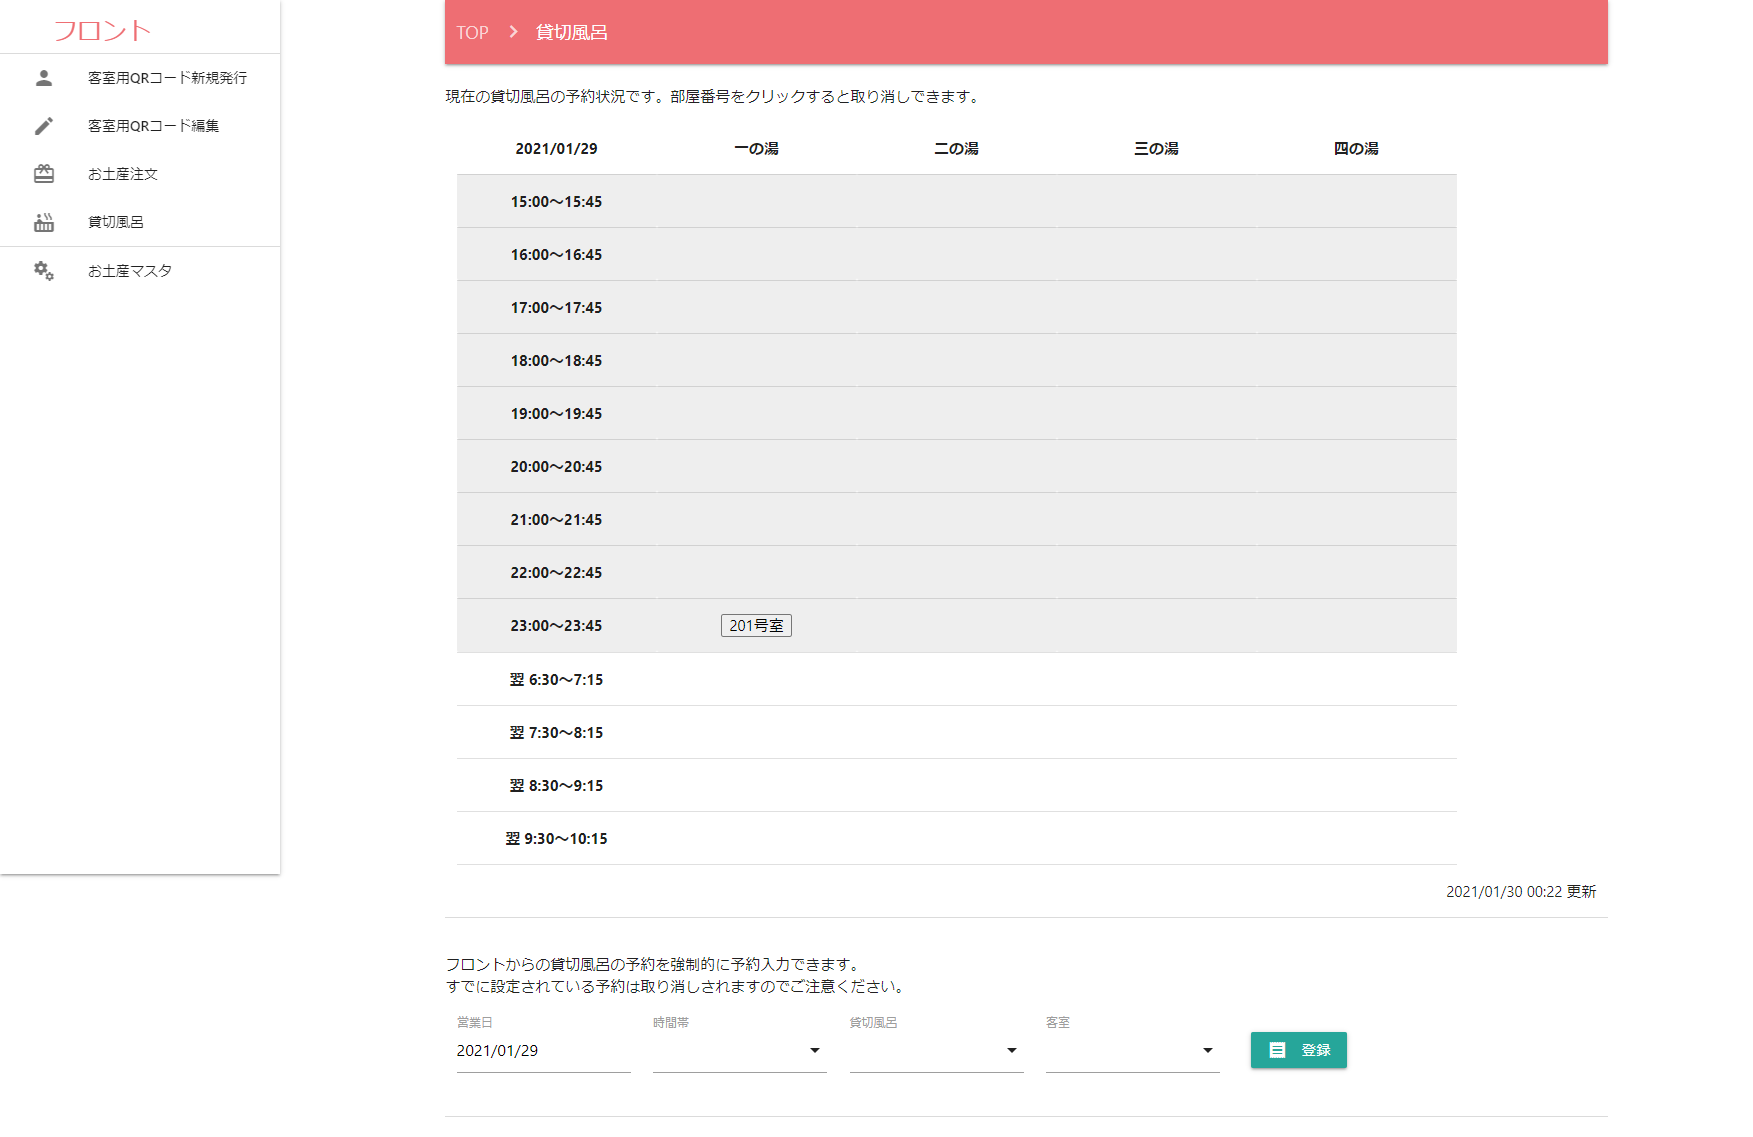 フロント
客室用QRコード新規発行
客室用QRコード編集
お土産注文
貸切風呂
お土産マスタ
TOP 貸切風呂
現在の貸切風呂の予約状況です。部屋番号をクリックすると取り消しできます。
2021/01/29 一の湯 二の湯 三の湯 四の湯
15:00～15:45
16:00～16:45
17:00～17:45
18:00～18:45
19:00～19:45
20:00～20:45
21:00～21:45
22:00～22:45
23:00～23:45 201号室
翌 6:30～7:15
翌 7:30～8:15
翌 8:30～9:15
翌 9:30～10:15
2021/01/30 00:22 更新
フロントからの貸切風呂の予約を強制的に予約入力できます。
すでに設定されている予約は取り消しされますのでご注意ください。
営業日 時間帯 貸切風呂 客室
2021/01/29 登録